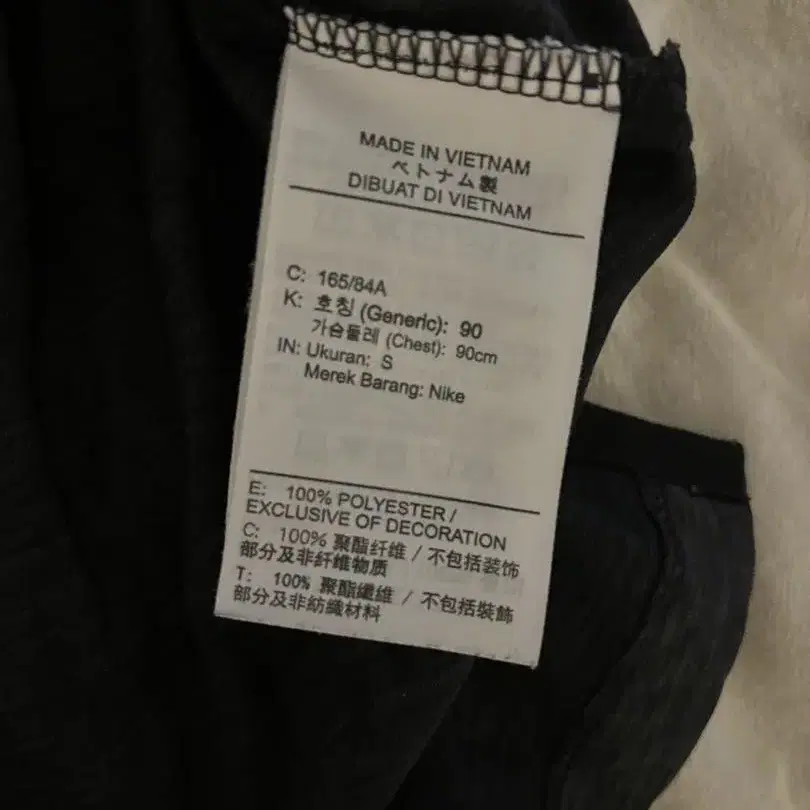 MADE IN VIETNAM
ベトナム製
DIBUAT DI VIETNAM
C: 165/84A
K: 호칭 (Generic): 90
가슴둘레 (Chest): 90cm
IN: Ukuran: S
Merek Barang: Nike
E: 100% POLYESTER /
EXCLUSIVE OF DECORATION
C: 100% 聚酯纤维 / 不包括装饰
部分及非纤维物质
T: 100% 聚酯纖維 / 不包括裝飾
部分及非紡織材料